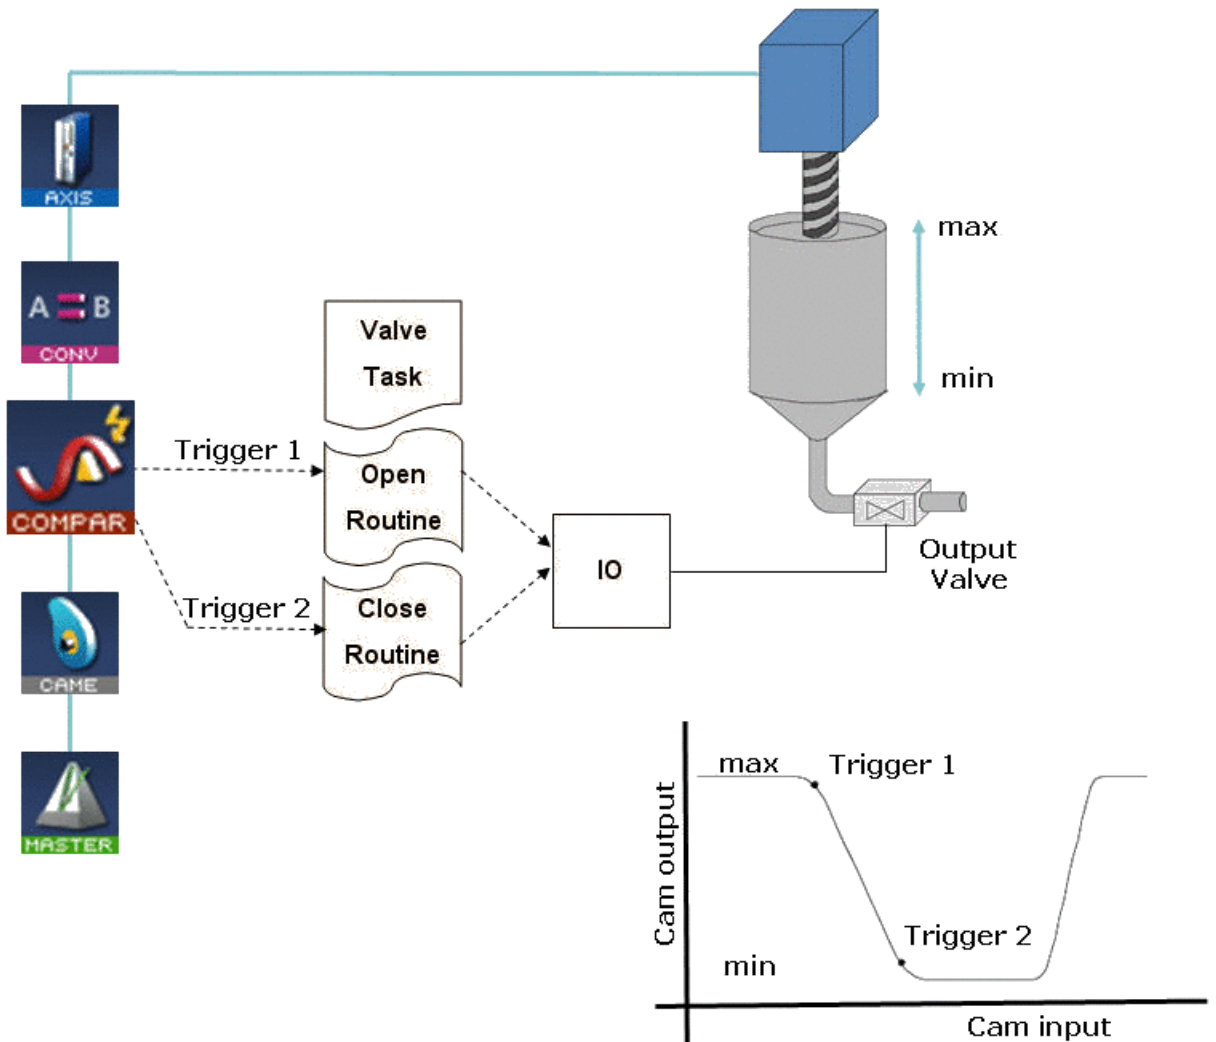 AXIS
max
A = B
CONV
Valve
Task
min
Trigger 1
Open
Routine
COMPAR
Output
Valve
IO
Trigger 2
Close
Routine
CAME
MASTER
max
Trigger 1
Cam output
Trigger 2
min
Cam input